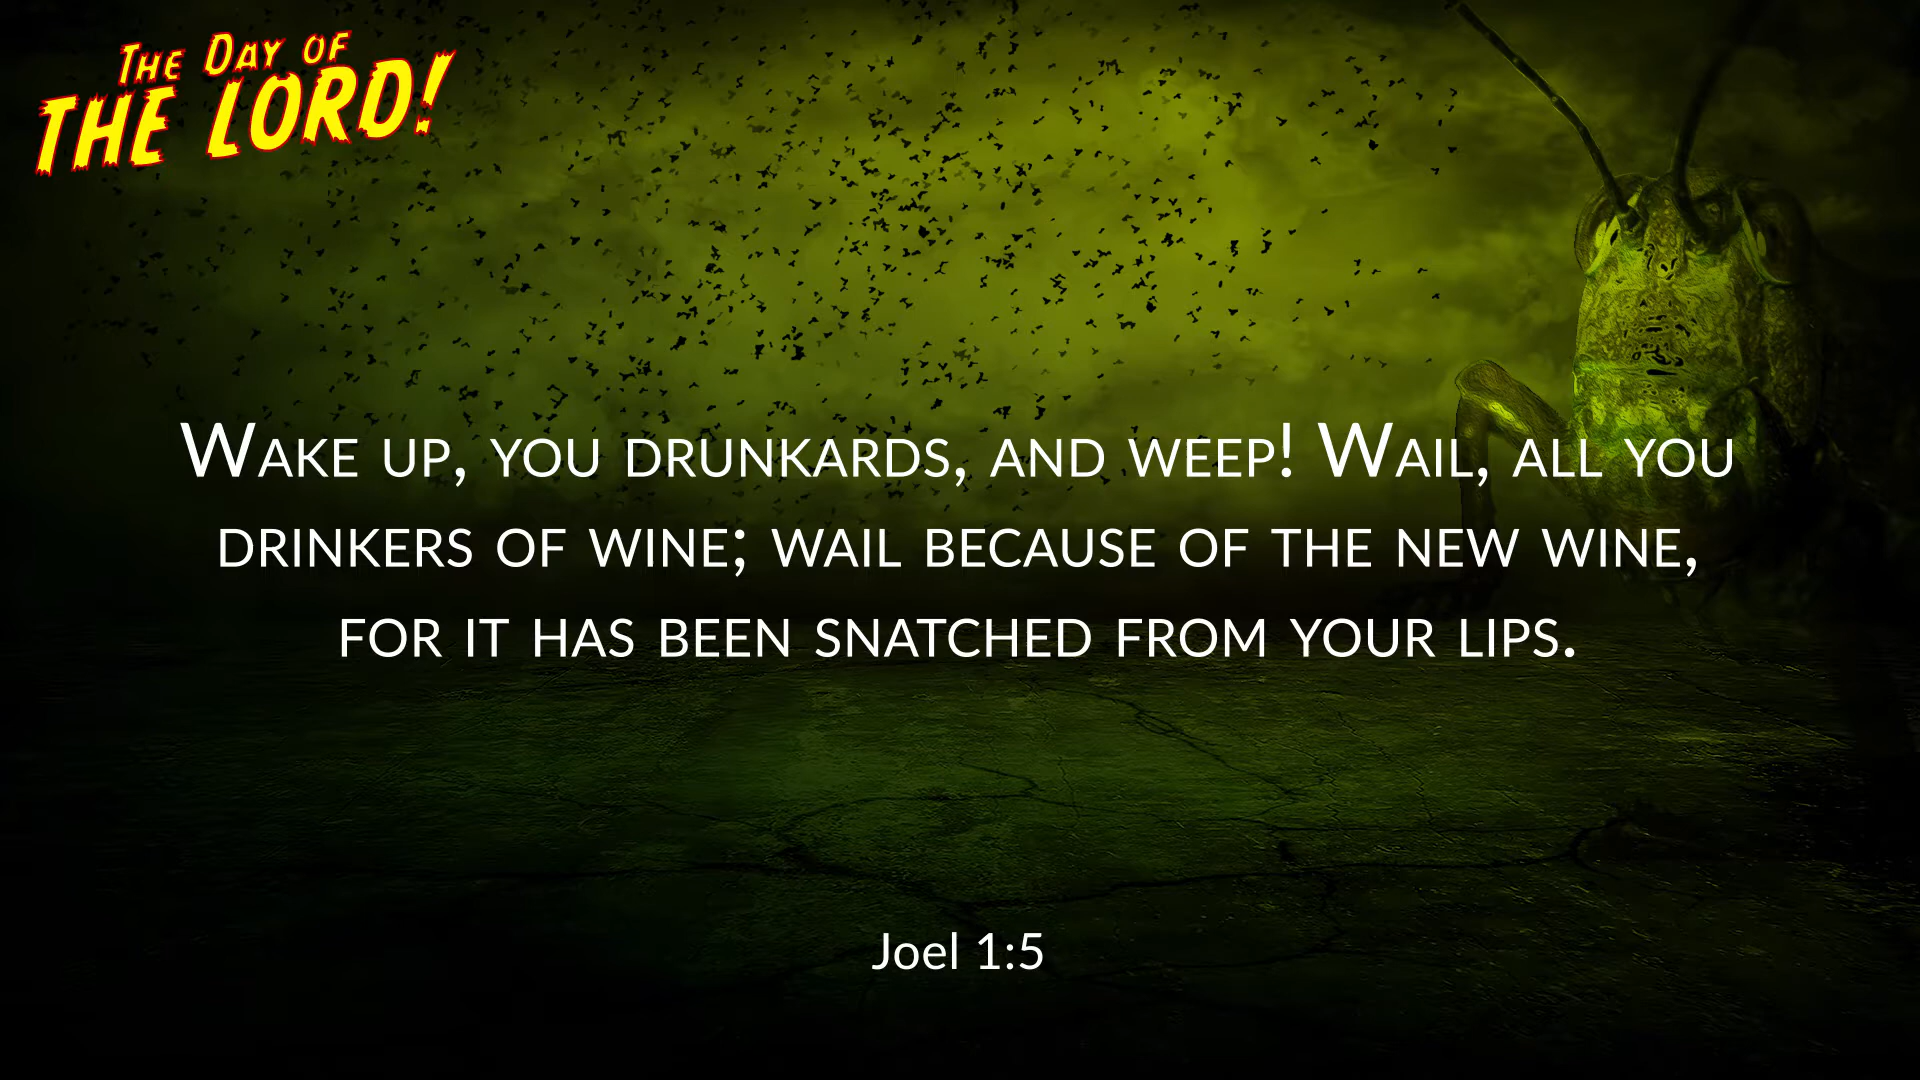 The Day of
THE LORD!
Wake up, you drunkards, and weep! Wail, all you
drinkers of wine; wail because of the new wine,
for it has been snatched from your lips.
Joel 1:5